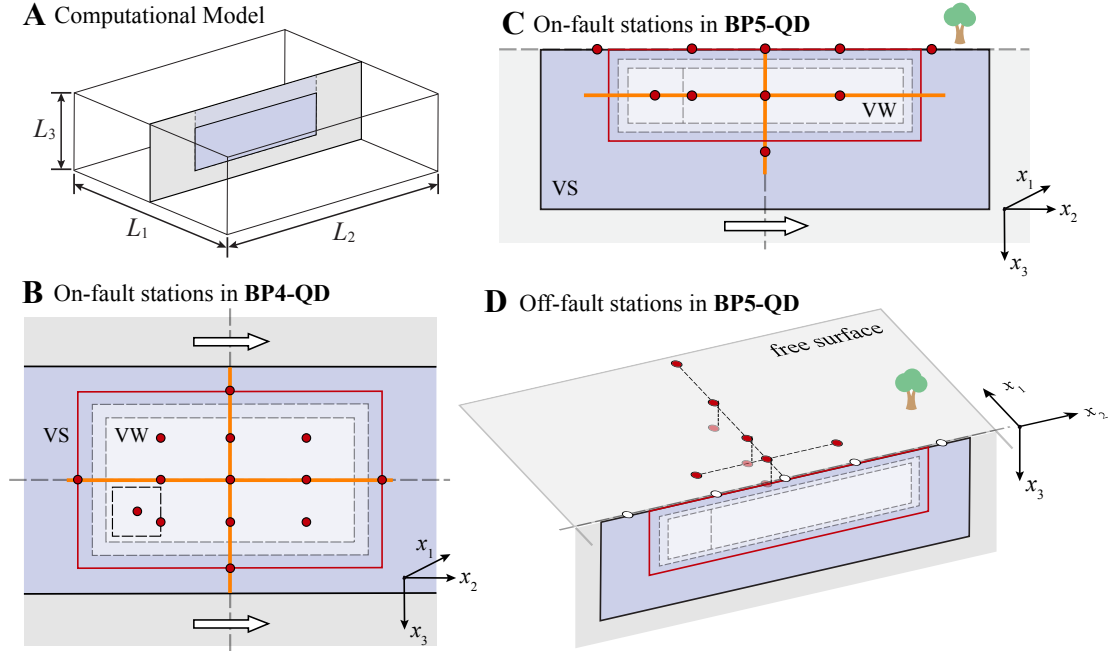 A Computational Model
L3
L1
L2
B On-fault stations in BP4-QD
VS
VW
x1
x2
x3
C On-fault stations in BP5-QD
VW
VS
x1
x2
x3
D Off-fault stations in BP5-QD
free surface
x1
x2
x3